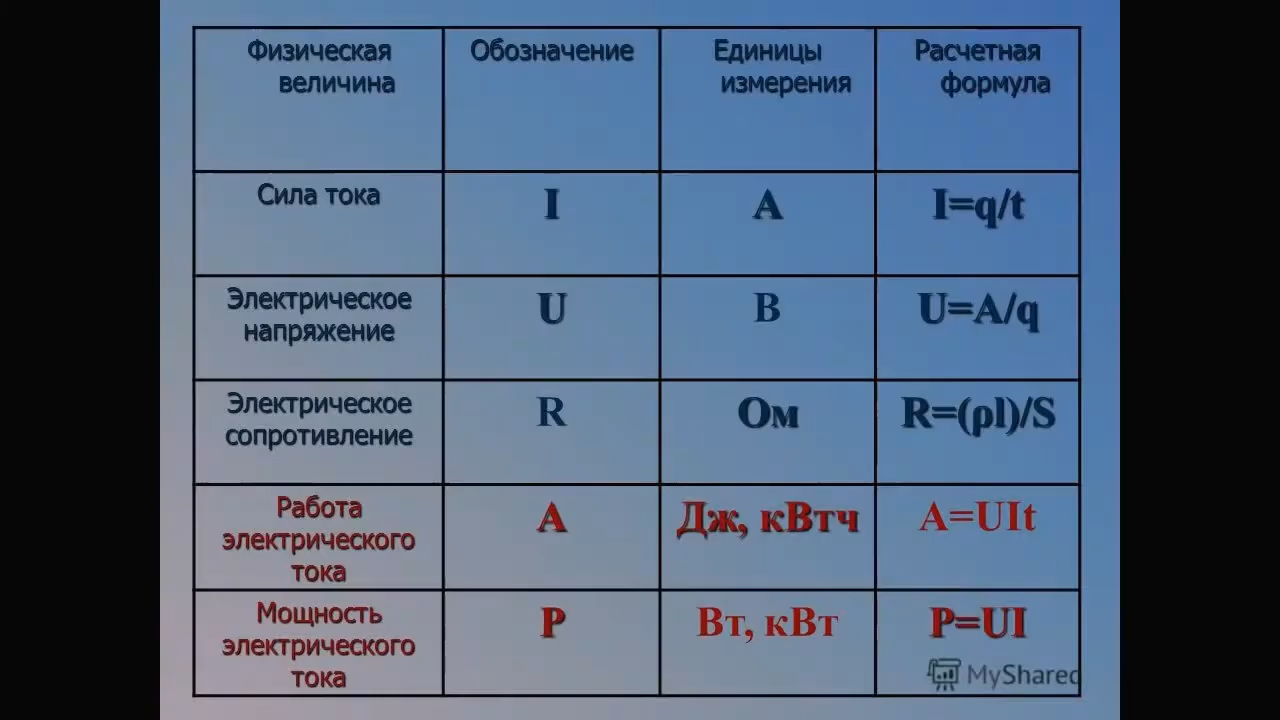 Физическая
величина
Обозначение
Единицы
измерения
Расчетная
формула
Сила тока
I
А
I=q/t
Электрическое
напряжение
U
В
U=A/q
Электрическое
сопротивление
R
Ом
R=(ρl)/S
Работа
электрического
тока
А
Дж, кВтч
A=UIt
Мощность
электрического
тока
Р
Вт, кВт
P=UI
MyShared